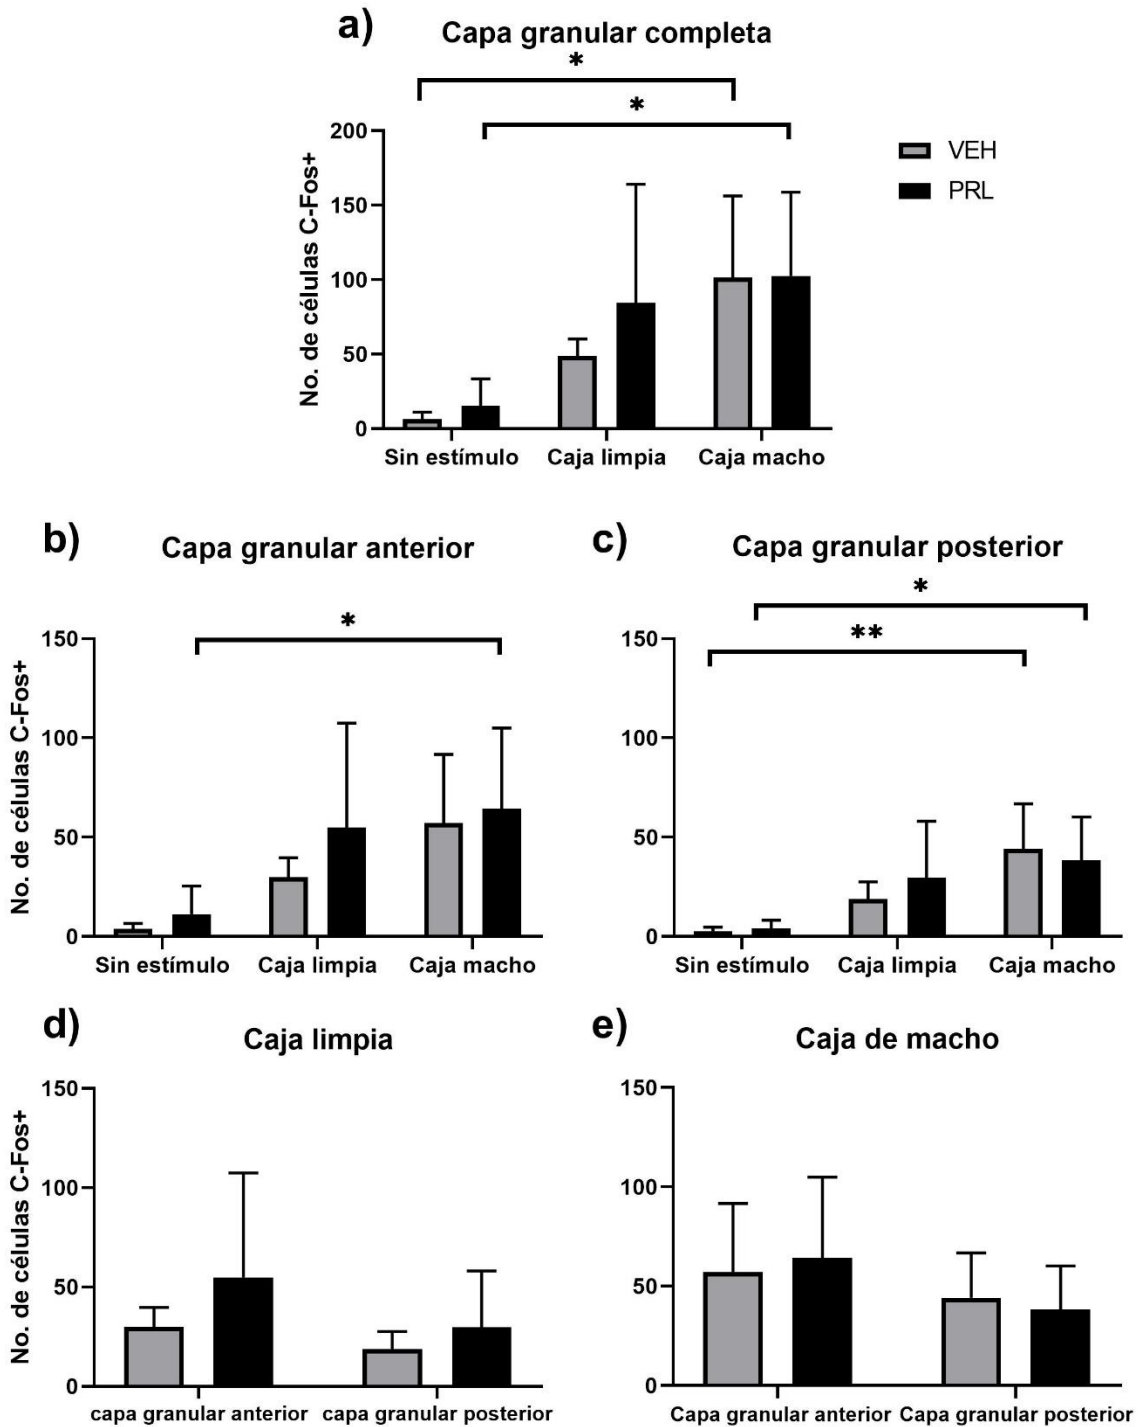 a) Capa granular completa
*
*
No. de células C-Fos+
200
150
100
50
0
Sin estímulo Caja limpia Caja macho
VEH
PRL
b) Capa granular anterior
*
No. de células C-Fos+
150
100
50
0
Sin estímulo Caja limpia Caja macho
c) Capa granular posterior
*
**
150
100
50
0
Sin estímulo Caja limpia Caja macho
d) Caja limpia
No. de células C-Fos+
150
100
50
0
capa granular anterior capa granular posterior
e) Caja de macho
150
100
50
0
Capa granular anterior Capa granular posterior